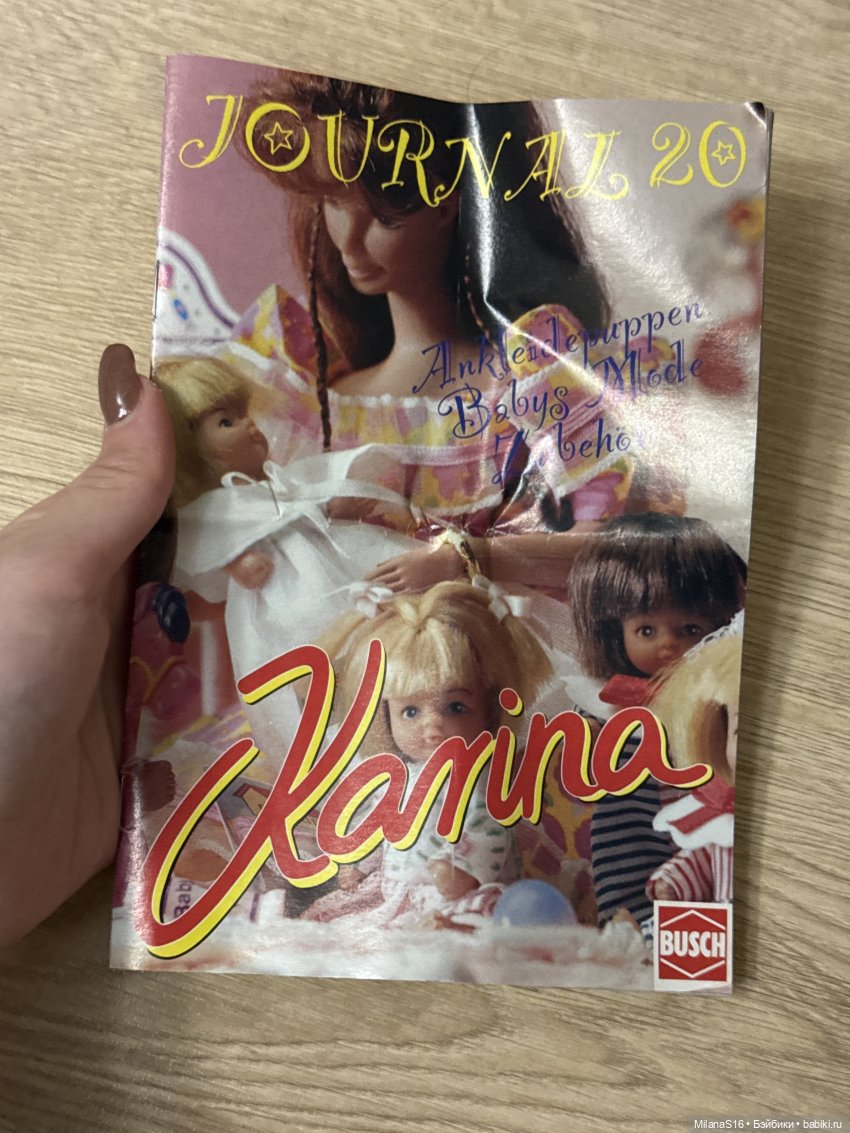 JOURNAL 20
Ankleidepuppen
Babys Mode
Karina
BUSCH
MilanaS16 • Бэйбики • babiki.ru